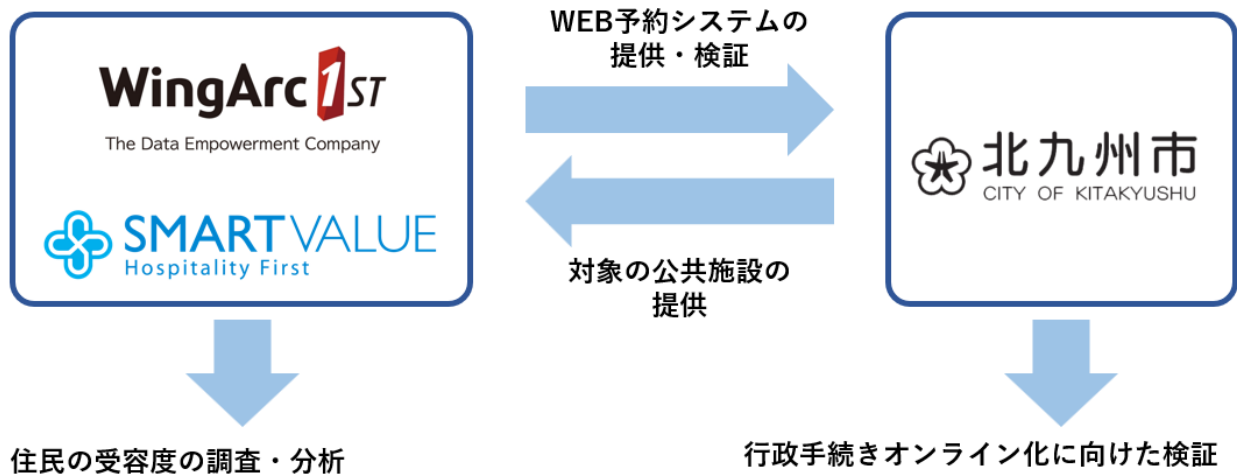 WingArc1ST
The Data Empowerment Company
SMARTVALUE
Hospitality First
WEB予約システムの
提供・検証
対象の公共施設の
提供
北九州市
CITY OF KITAKYUSHU
住民の受容度の調査・分析
行政手続きオンライン化に向けた検証